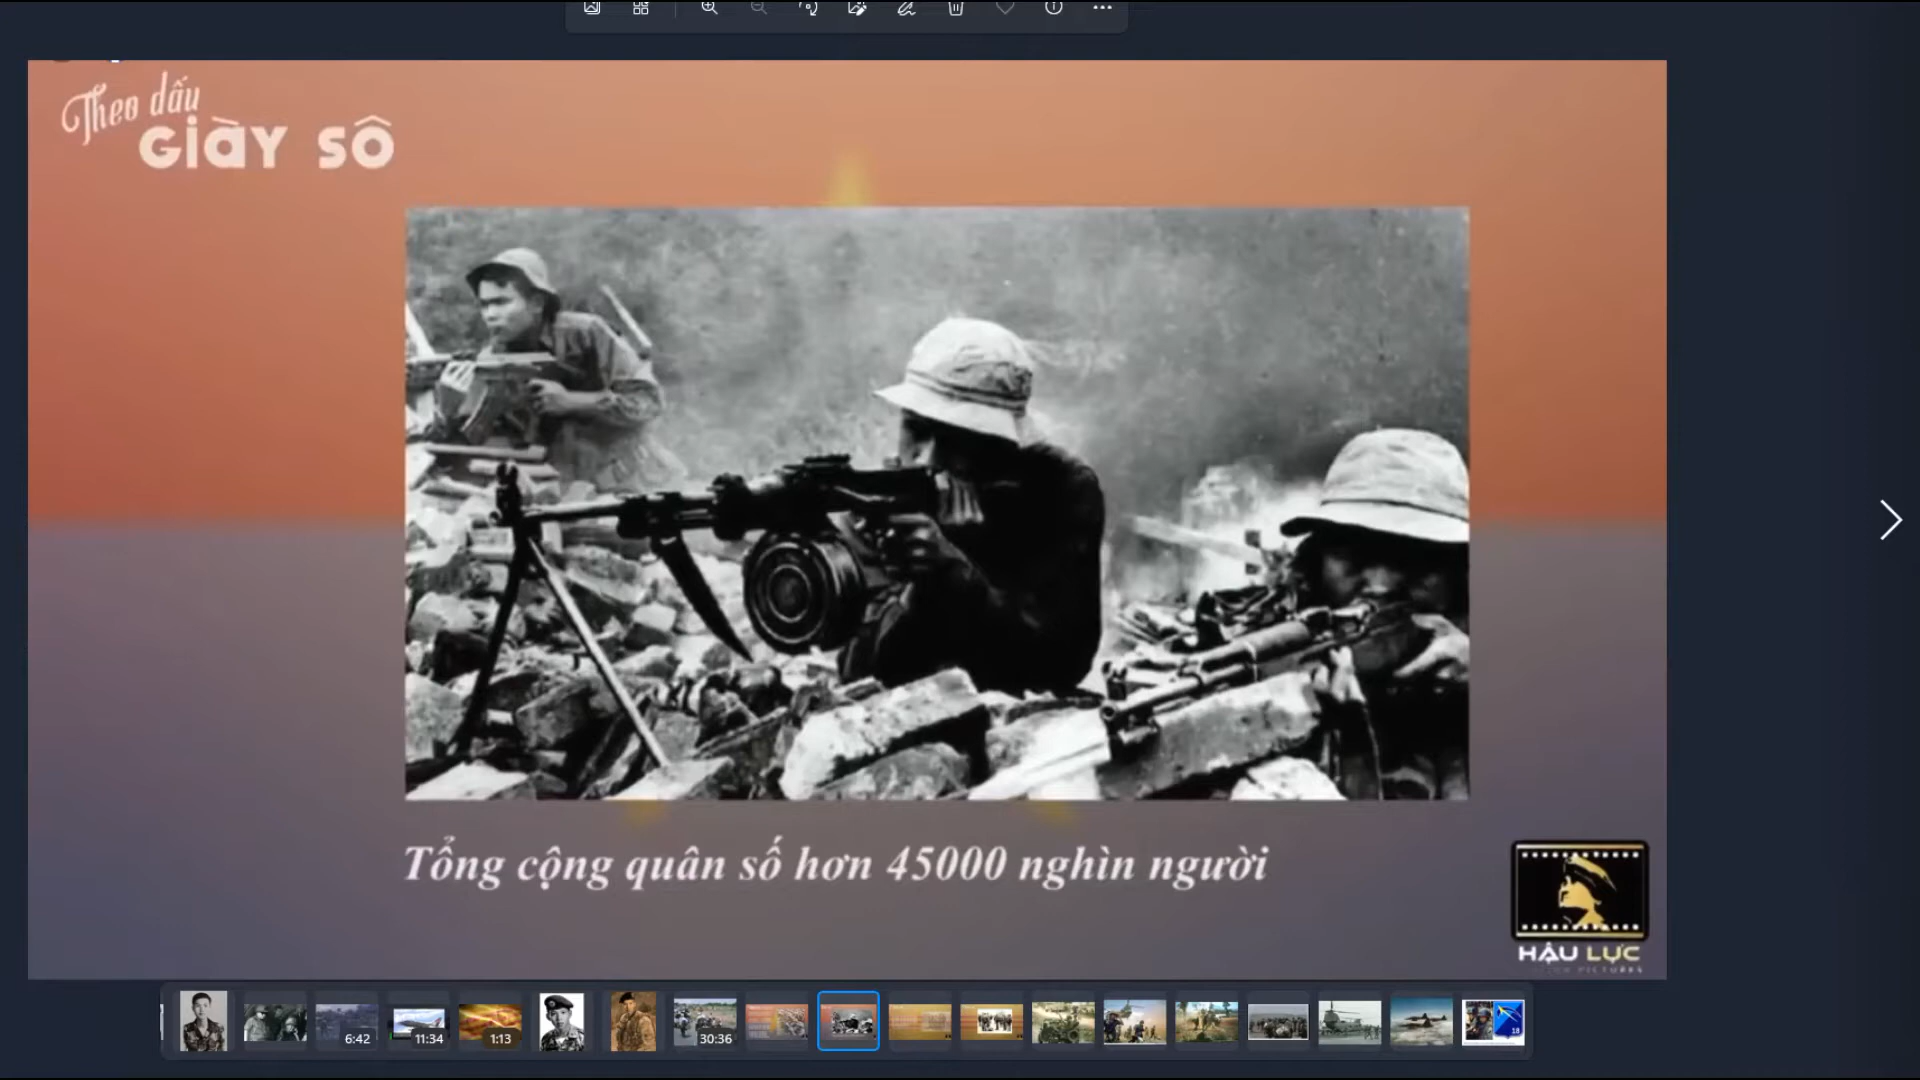 Theo dấu
GIÀY SÔ
Tổng cộng quân số hơn 45000 nghìn người
HẬU LỰC
6:42
11:34
1:13
30:36
18